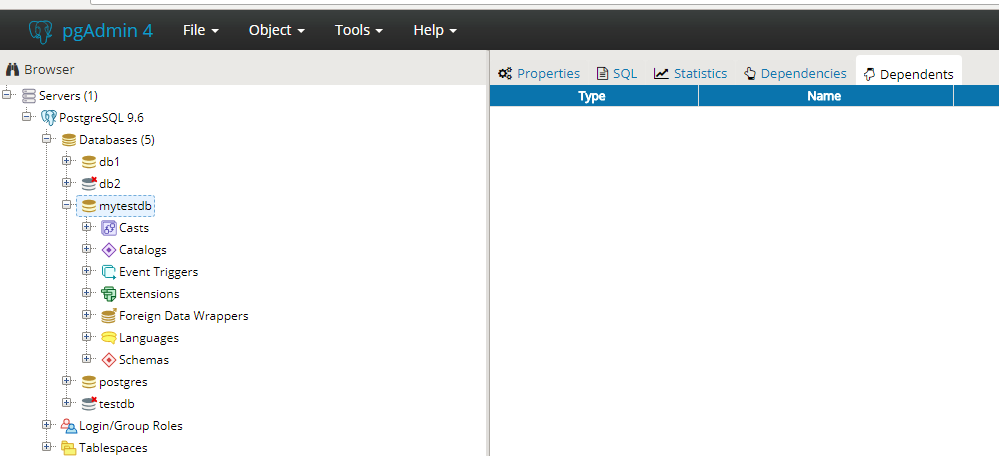 pgAdmin 4 File Object Tools Help
Browser
Properties SQL Statistics Dependencies Dependents
Type Name
Servers (1)
PostgreSQL 9.6
Databases (5)
db1
db2
mytestdb
Casts
Catalogs
Event Triggers
Extensions
Foreign Data Wrappers
Languages
Schemas
postgres
testdb
Login/Group Roles
Tablespaces